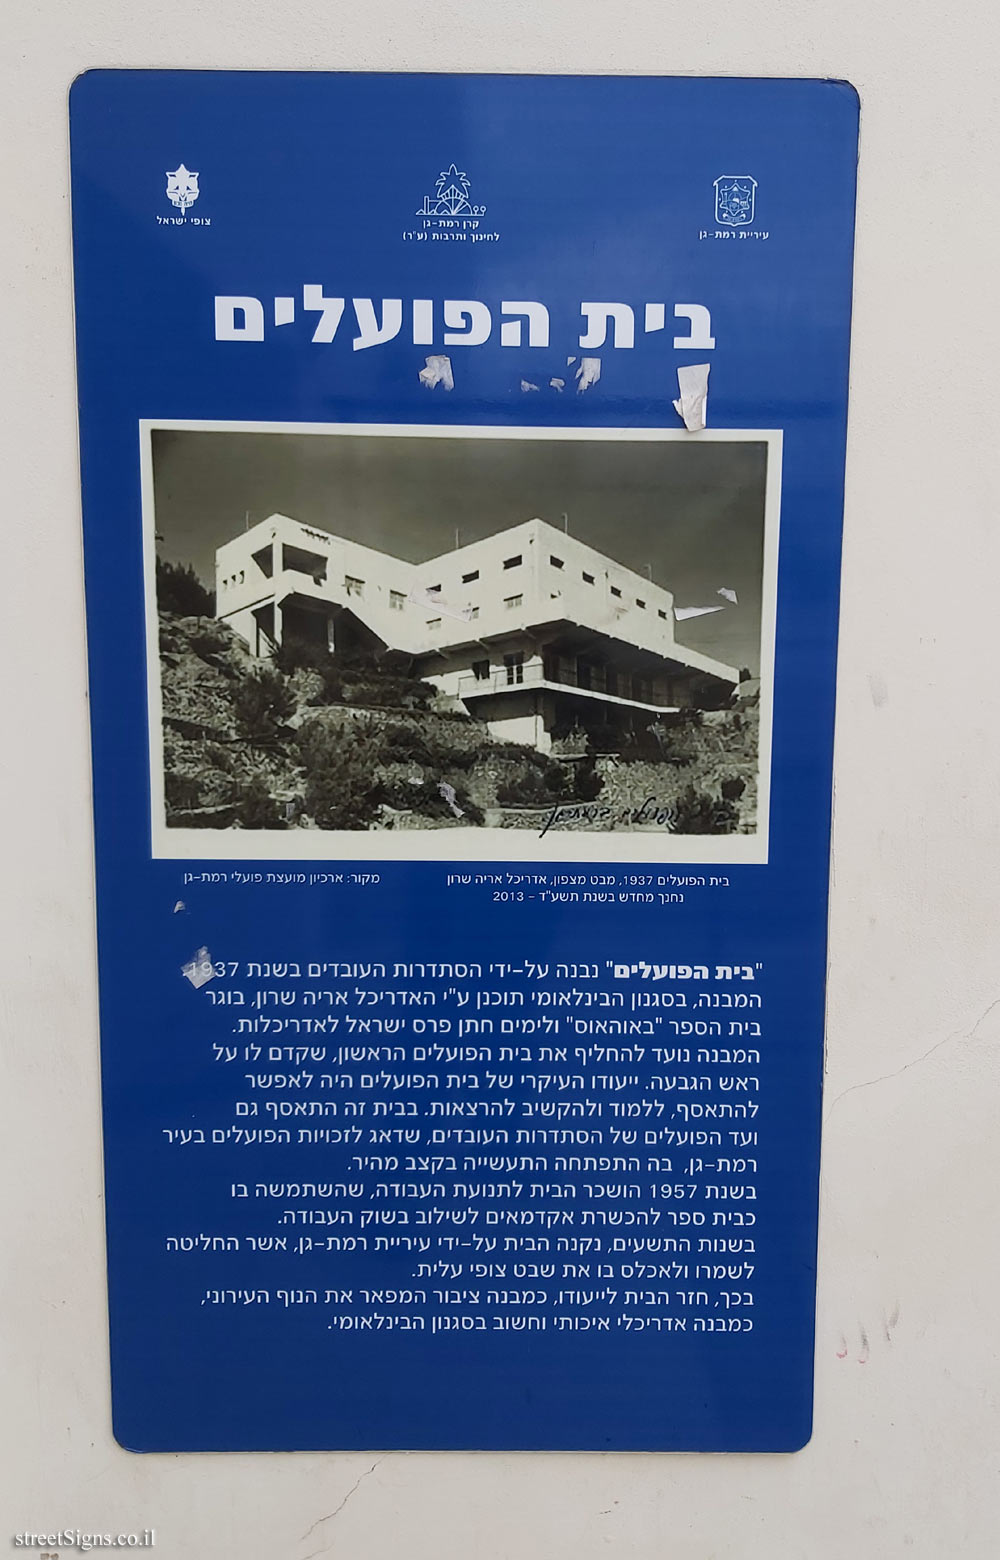 עיריית רמת-גן
קרן רמת-גן
לחינוך ותרבות (ע"ר)
צופי ישראל
בית הפועלים
בית הפועלים 1937, מבט מצפון, אדריכל אריה שרון
נחנך מחדש בשנת תשע"ד - 2013
מקור: ארכיון מועצת פועלי רמת-גן
"בית הפועלים" נבנה על-ידי הסתדרות העובדים בשנת 1937.
המבנה, בסגנון הבינלאומי תוכנן ע"י האדריכל אריה שרון, בוגר
בית הספר "באוהאוס" ולימים חתן פרס ישראל לאדריכלות.
המבנה נועד להחליף את בית הפועלים הראשון, שקדם לו על
ראש הגבעה. ייעודו העיקרי של בית הפועלים היה לאפשר
להתאסף, ללמוד ולהקשיב להרצאות. בבית זה התאסף גם
ועד הפועלים של הסתדרות העובדים, שדאג לזכויות הפועלים בעיר
רמת-גן, בה התפתחה התעשייה בקצב מהיר.
בשנת 1957 הושכר הבית לתנועת העבודה, שהשתמשה בו
כבית ספר להכשרת אקדמאים לשילוב בשוק העבודה.
בשנות התשעים, נקנה הבית על-ידי עיריית רמת-גן, אשר החליטה
לשמרו ולאכלס בו את שבט צופי עלית.
בכך, חזר הבית לייעודו, כמבנה ציבור המפאר את הנוף העירוני,
כמבנה אדריכלי איכותי וחשוב בסגנון הבינלאומי.
streetSigns.co.il